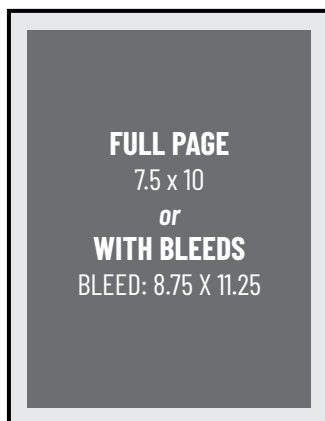 FULL PAGE
7.5 x 10
or
WITH BLEEDS
BLEED: 8.75 X 11.25